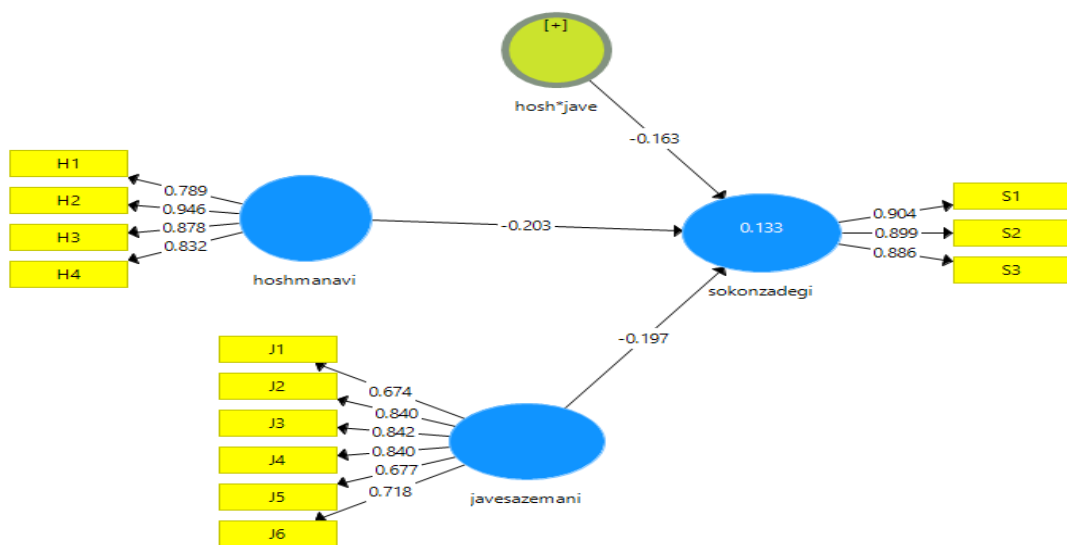 [+]
hosh*jave
-0.163
H1
H2
H3
H4
0.789
0.946
0.878
0.832
hoshmanavi
-0.203
0.133
sokonzadegi
0.904
0.899
0.886
S1
S2
S3
-0.197
J1
J2
J3
J4
J5
J6
0.674
0.840
0.842
0.840
0.677
0.718
javesazemani